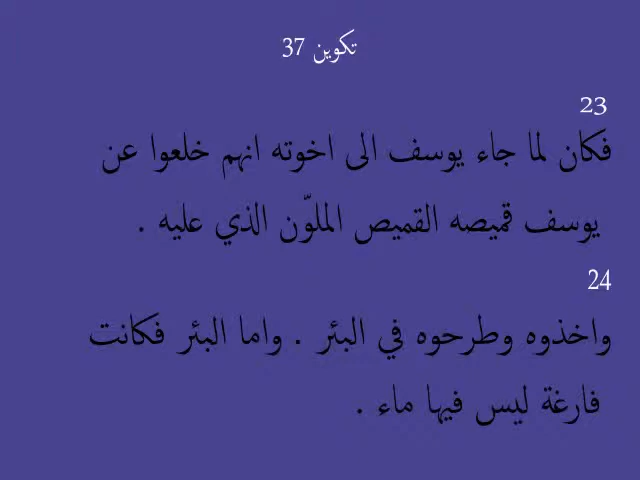 تكوين 37
23
فكان لما جاء يوسف الى اخوته انهم خلعوا عن
يوسف قميصه القميص الملوّن الذي عليه .
24
واخذوه وطرحوه في البئر . واما البئر فكانت
فارغة ليس فيها ماء .